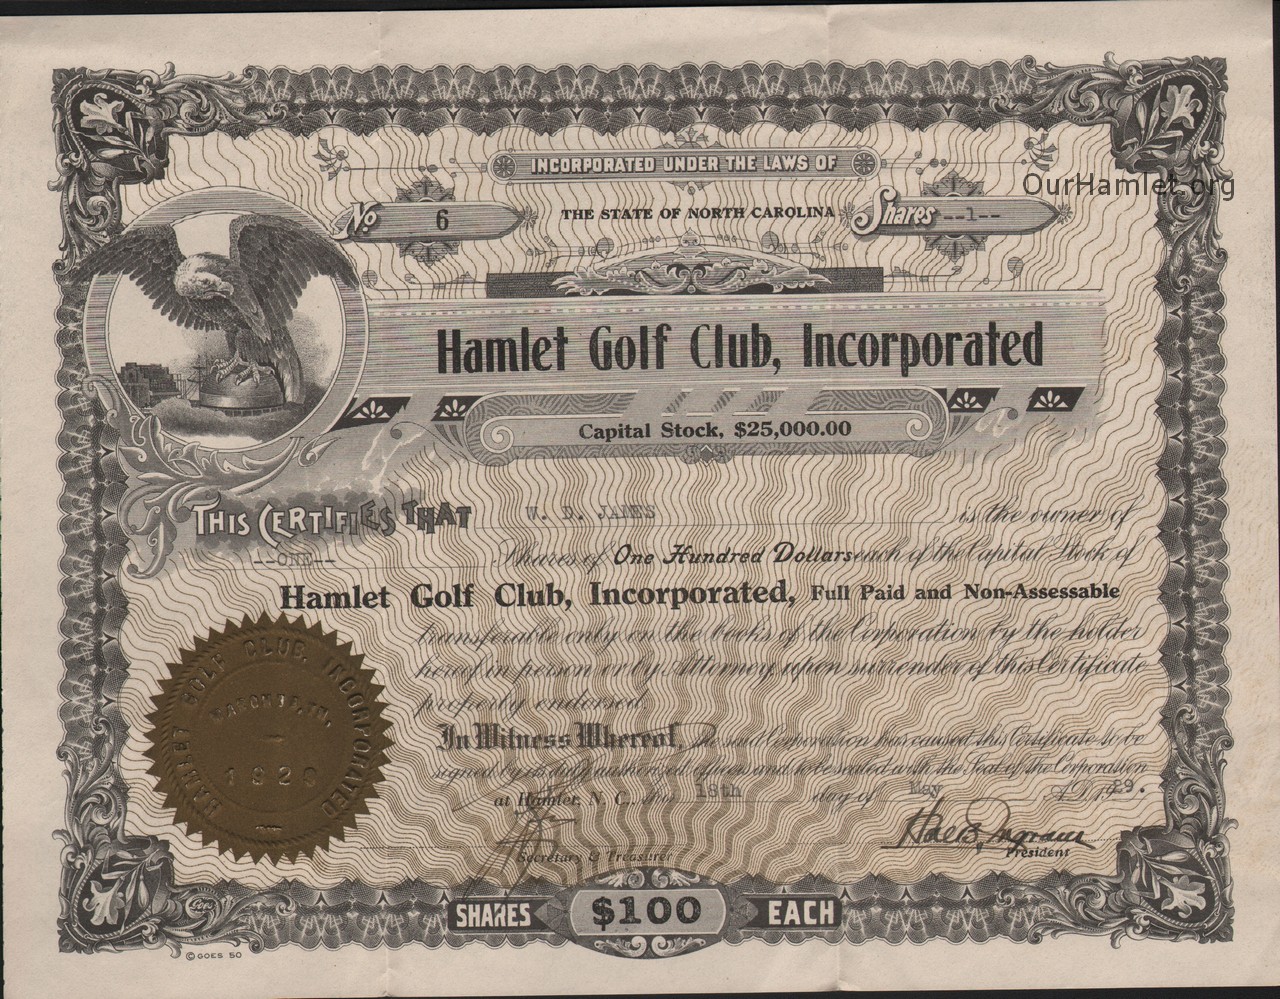 INCORPORATED UNDER THE LAWS OF
OurHamlet.org
No. 6 THE STATE OF NORTH CAROLINA Shares --1--
Hamlet Golf Club, Incorporated
Capital Stock, $25,000.00
THIS CERTIFIES THAT W. D. JAMES is the owner of
--ONE-- Shares of One Hundred Dollars each of the Capital Stock of
Hamlet Golf Club, Incorporated, Full Paid and Non-Assessable
transferable only on the books of the Corporation by the holder
hereof in person or by Attorney upon surrender of this Certificate
properly endorsed.
In Witness Whereof, the said Corporation has caused this Certificate to be
signed by its duly authorized officers and to be sealed with the Seal of the Corporation
at Hamlet, N. C., this 18th day of May A.D. 1929.
Hal B. Ingram
Secretary & Treasurer President
HAMLET GOLF CLUB, INCORPORATED
1929
SHARES $100 EACH
Goes
© GOES 50